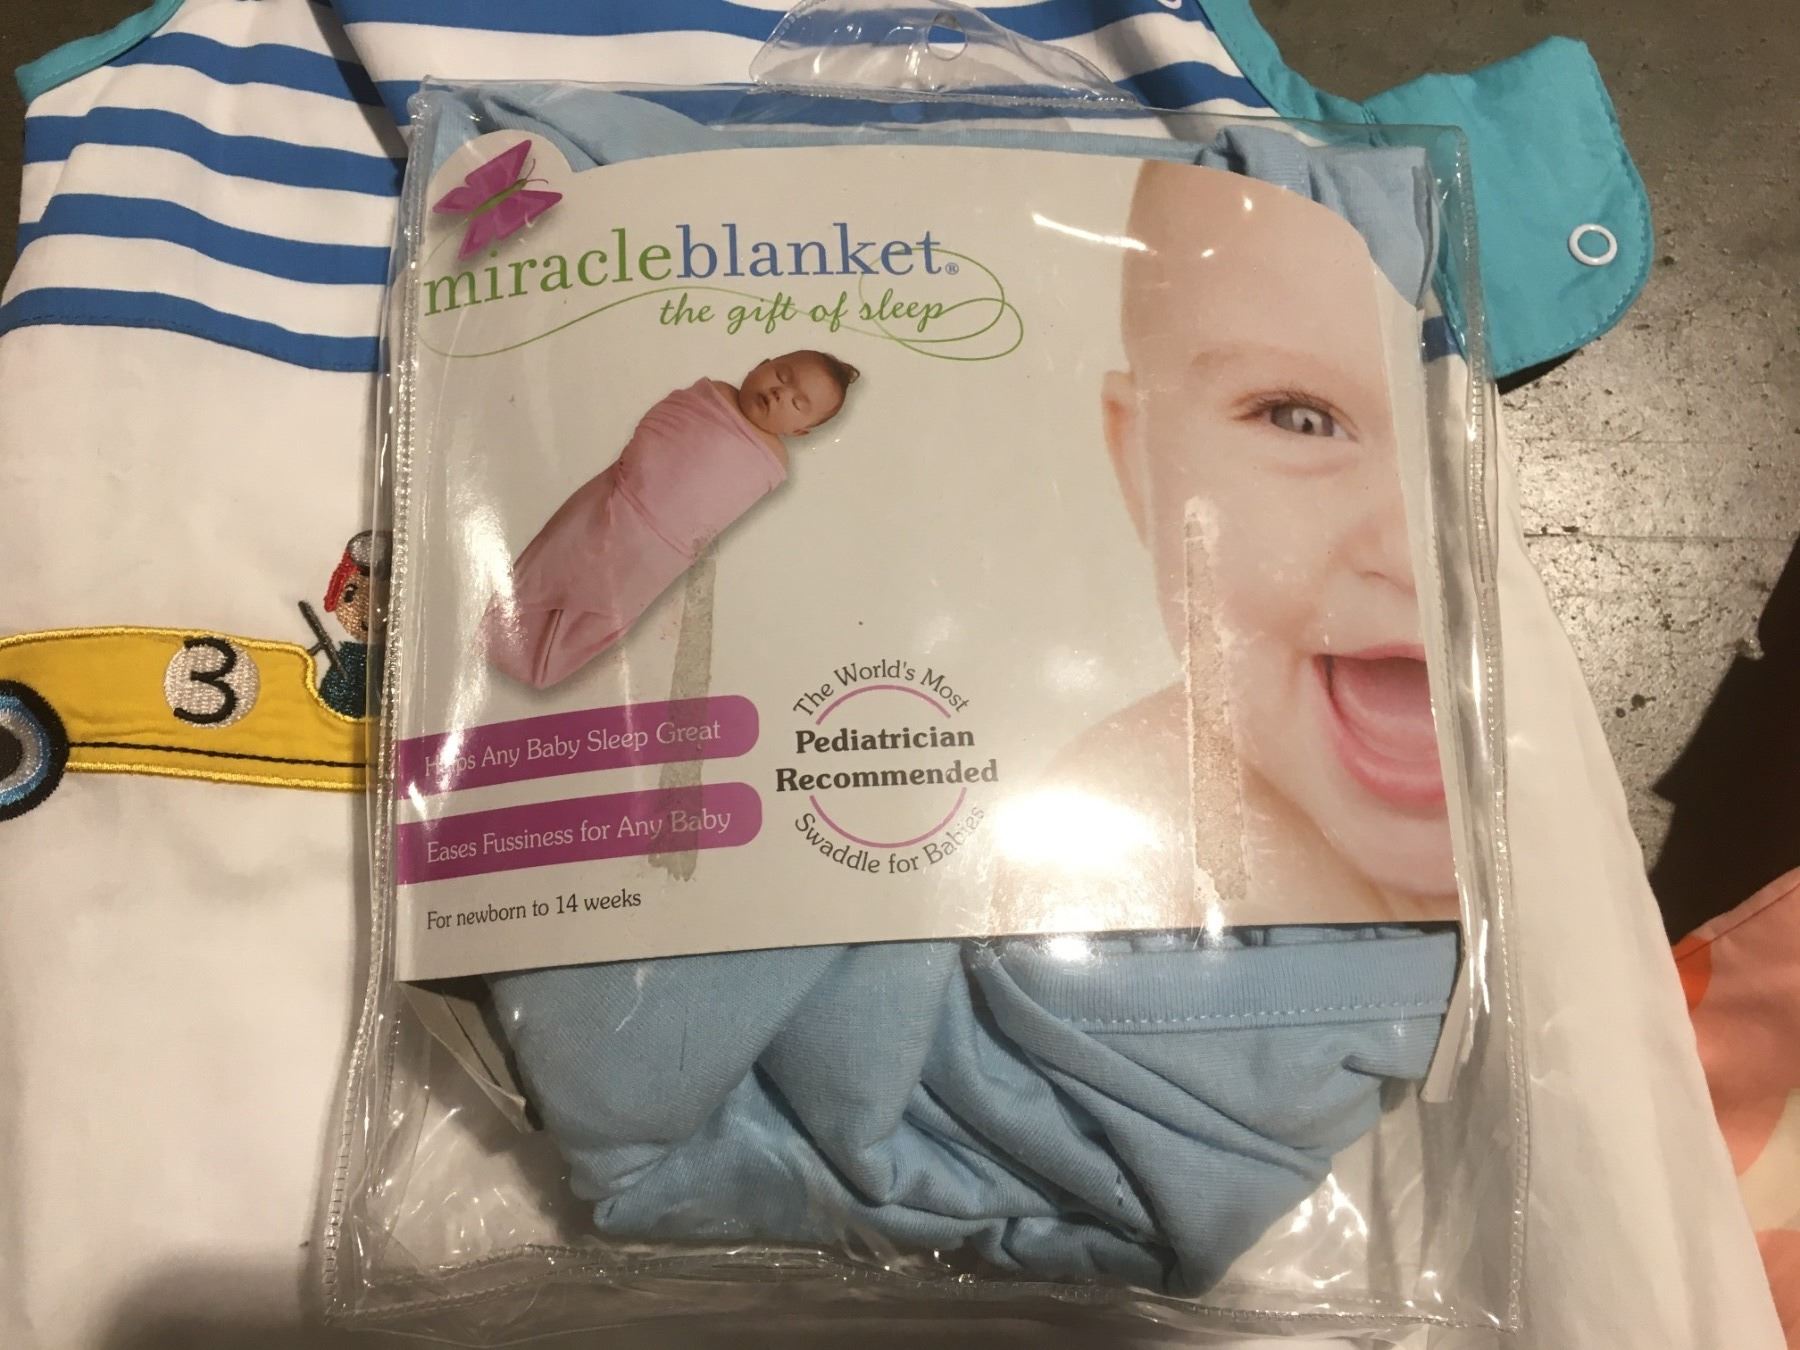 miracleblanket®
the gift of sleep
3
Helps Any Baby Sleep Great
Eases Fussiness for Any Baby
For newborn to 14 weeks
The World's Most
Pediatrician
Recommended
Swaddle for Babies